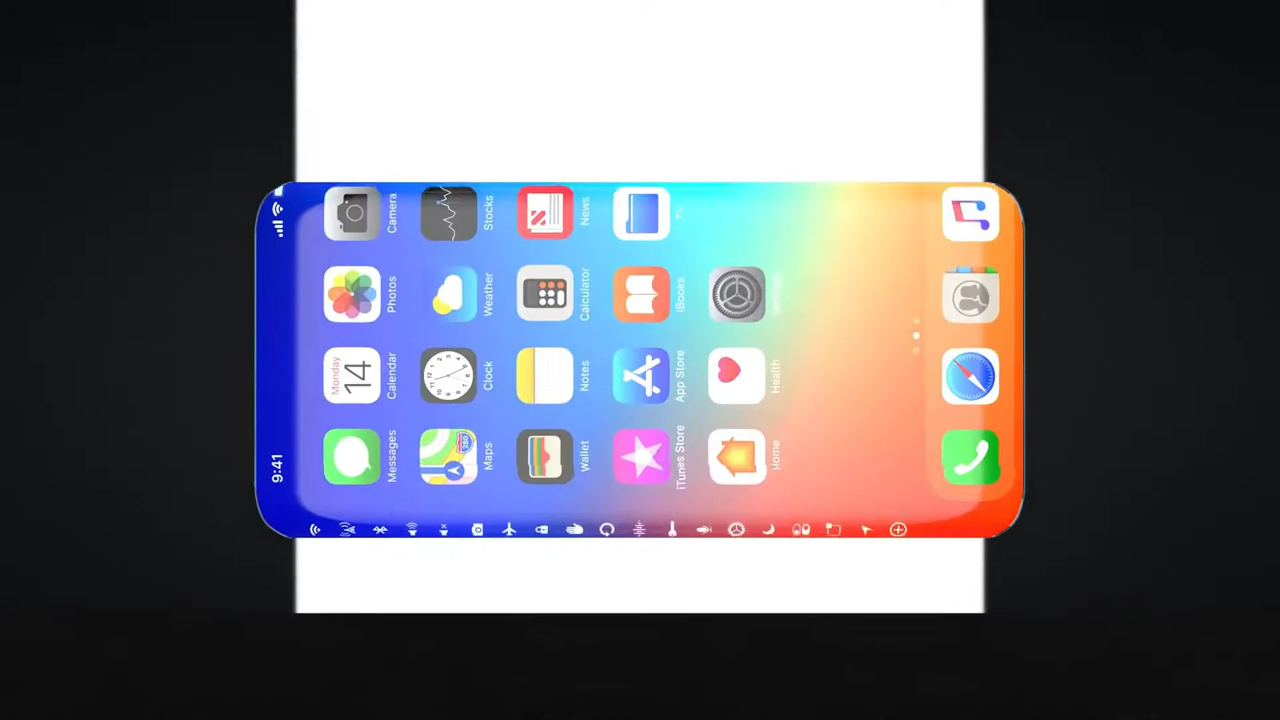 9:41
Messages
Calendar
Monday
14
Photos
Camera
Maps
280
Clock
Weather
Stocks
Wallet
Notes
Calculator
News
iTunes Store
App Store
iBooks
Home
Health